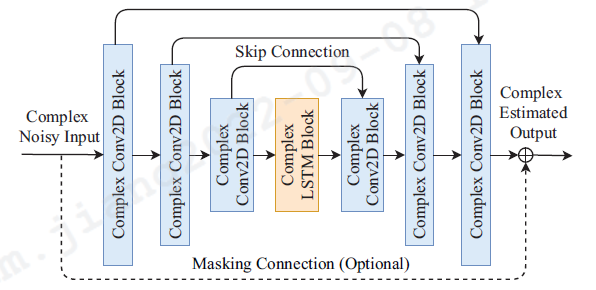 Skip Connection
Complex
Noisy Input
Complex Conv2D Block
Complex Conv2D Block
Complex
Conv2D Block
Complex
LSTM Block
Complex
Conv2D Block
Complex Conv2D Block
Complex Conv2D Block
Complex
Estimated
Output
Masking Connection (Optional)